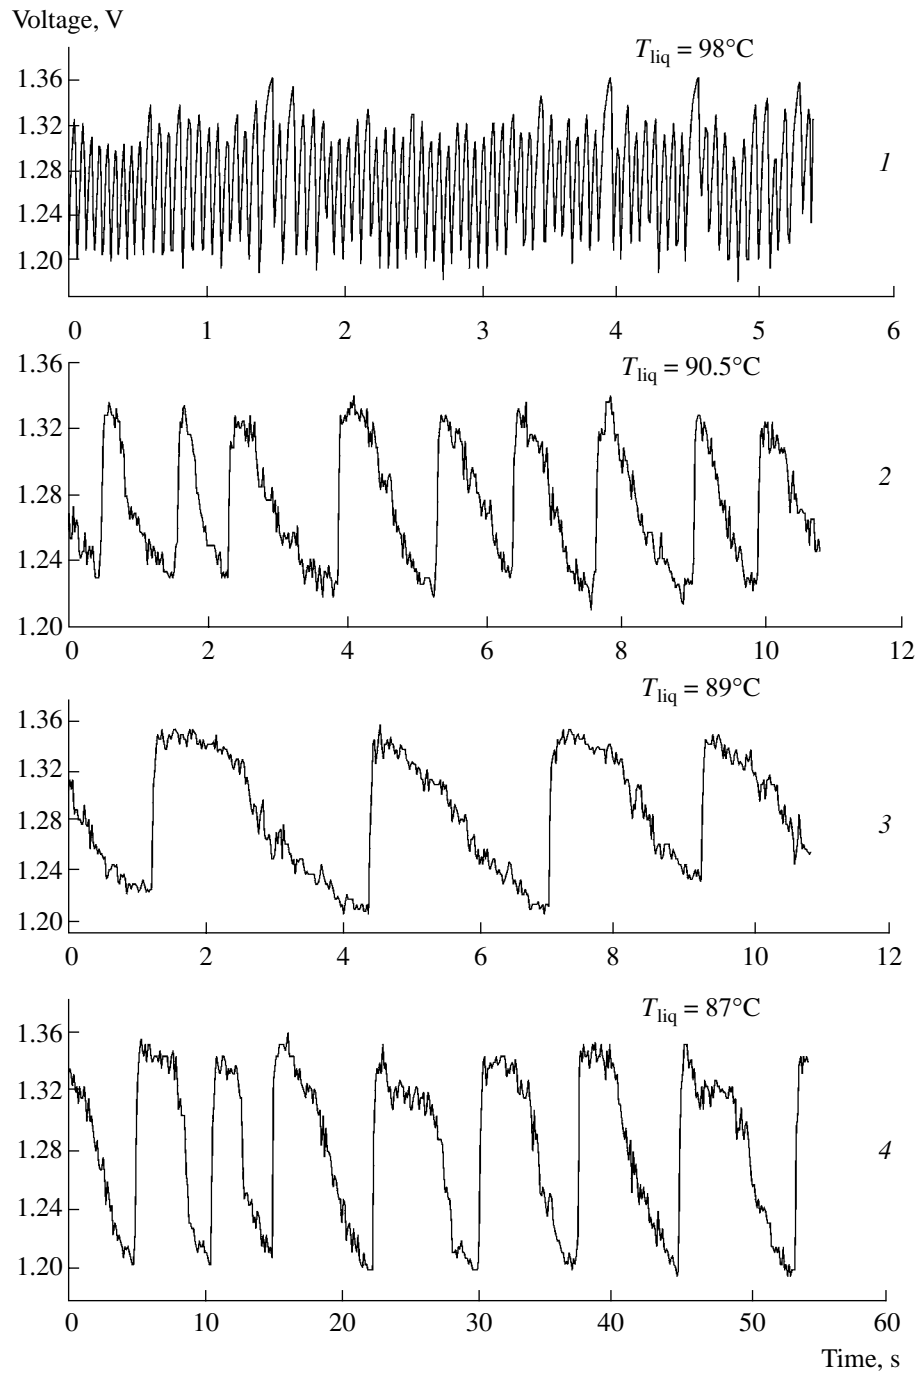 Voltage, V
T_liq = 98°C
1.36
1.32
1.28
1.24
1.20
1
0 1 2 3 4 5 6
1.36
T_liq = 90.5°C
1.32
1.28
1.24
1.20
2
0 2 4 6 8 10 12
T_liq = 89°C
1.36
1.32
1.28
1.24
1.20
3
0 2 4 6 8 10 12
T_liq = 87°C
1.36
1.32
1.28
1.24
1.20
4
0 10 20 30 40 50 60
Time, s